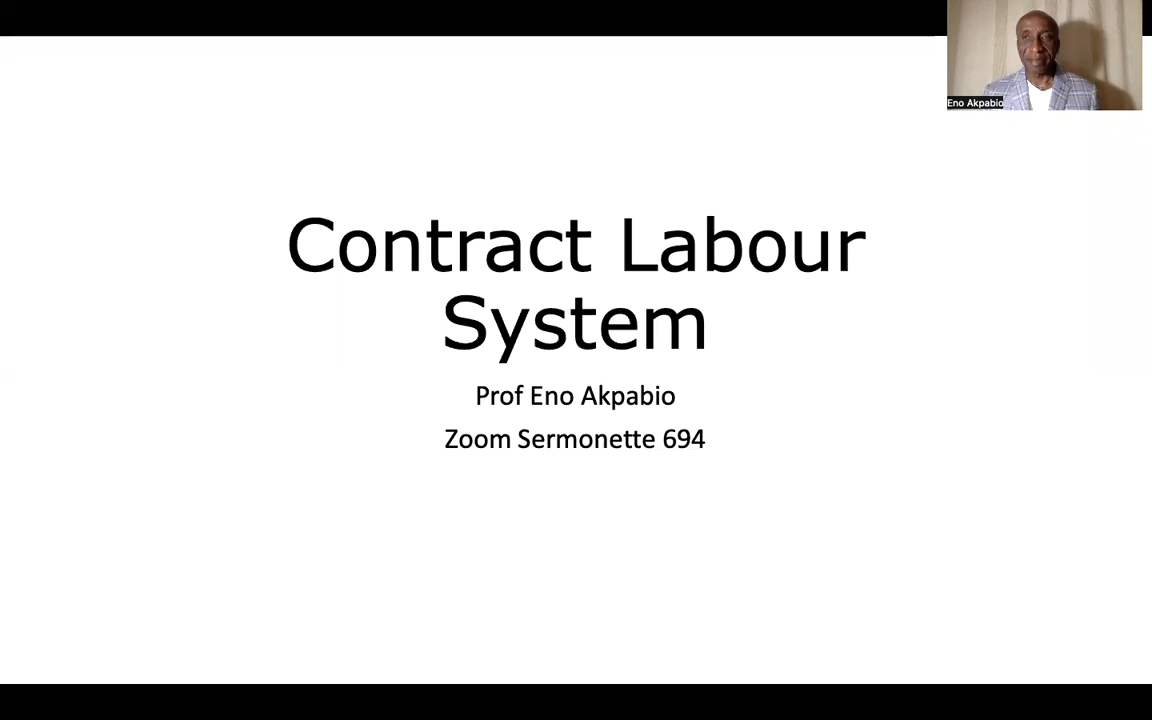 Eno Akpabio
Contract Labour
System
Prof Eno Akpabio
Zoom Sermonette 694